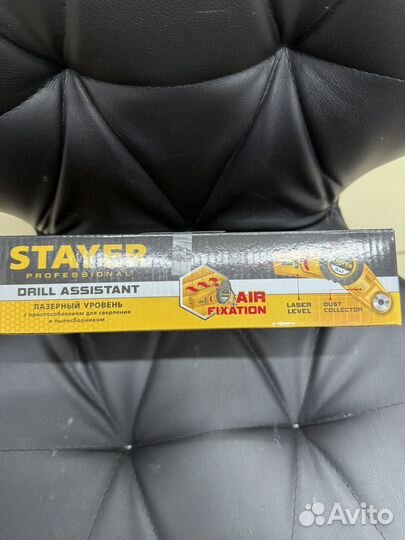 STAYER
PROFESSIONAL
DRILL ASSISTANT
ЛАЗЕРНЫЙ УРОВЕНЬ
с приспособлением для сверления
и пылесборником
AIR
FIXATION
LASER
LEVEL
DUST
COLLECTOR
Avito